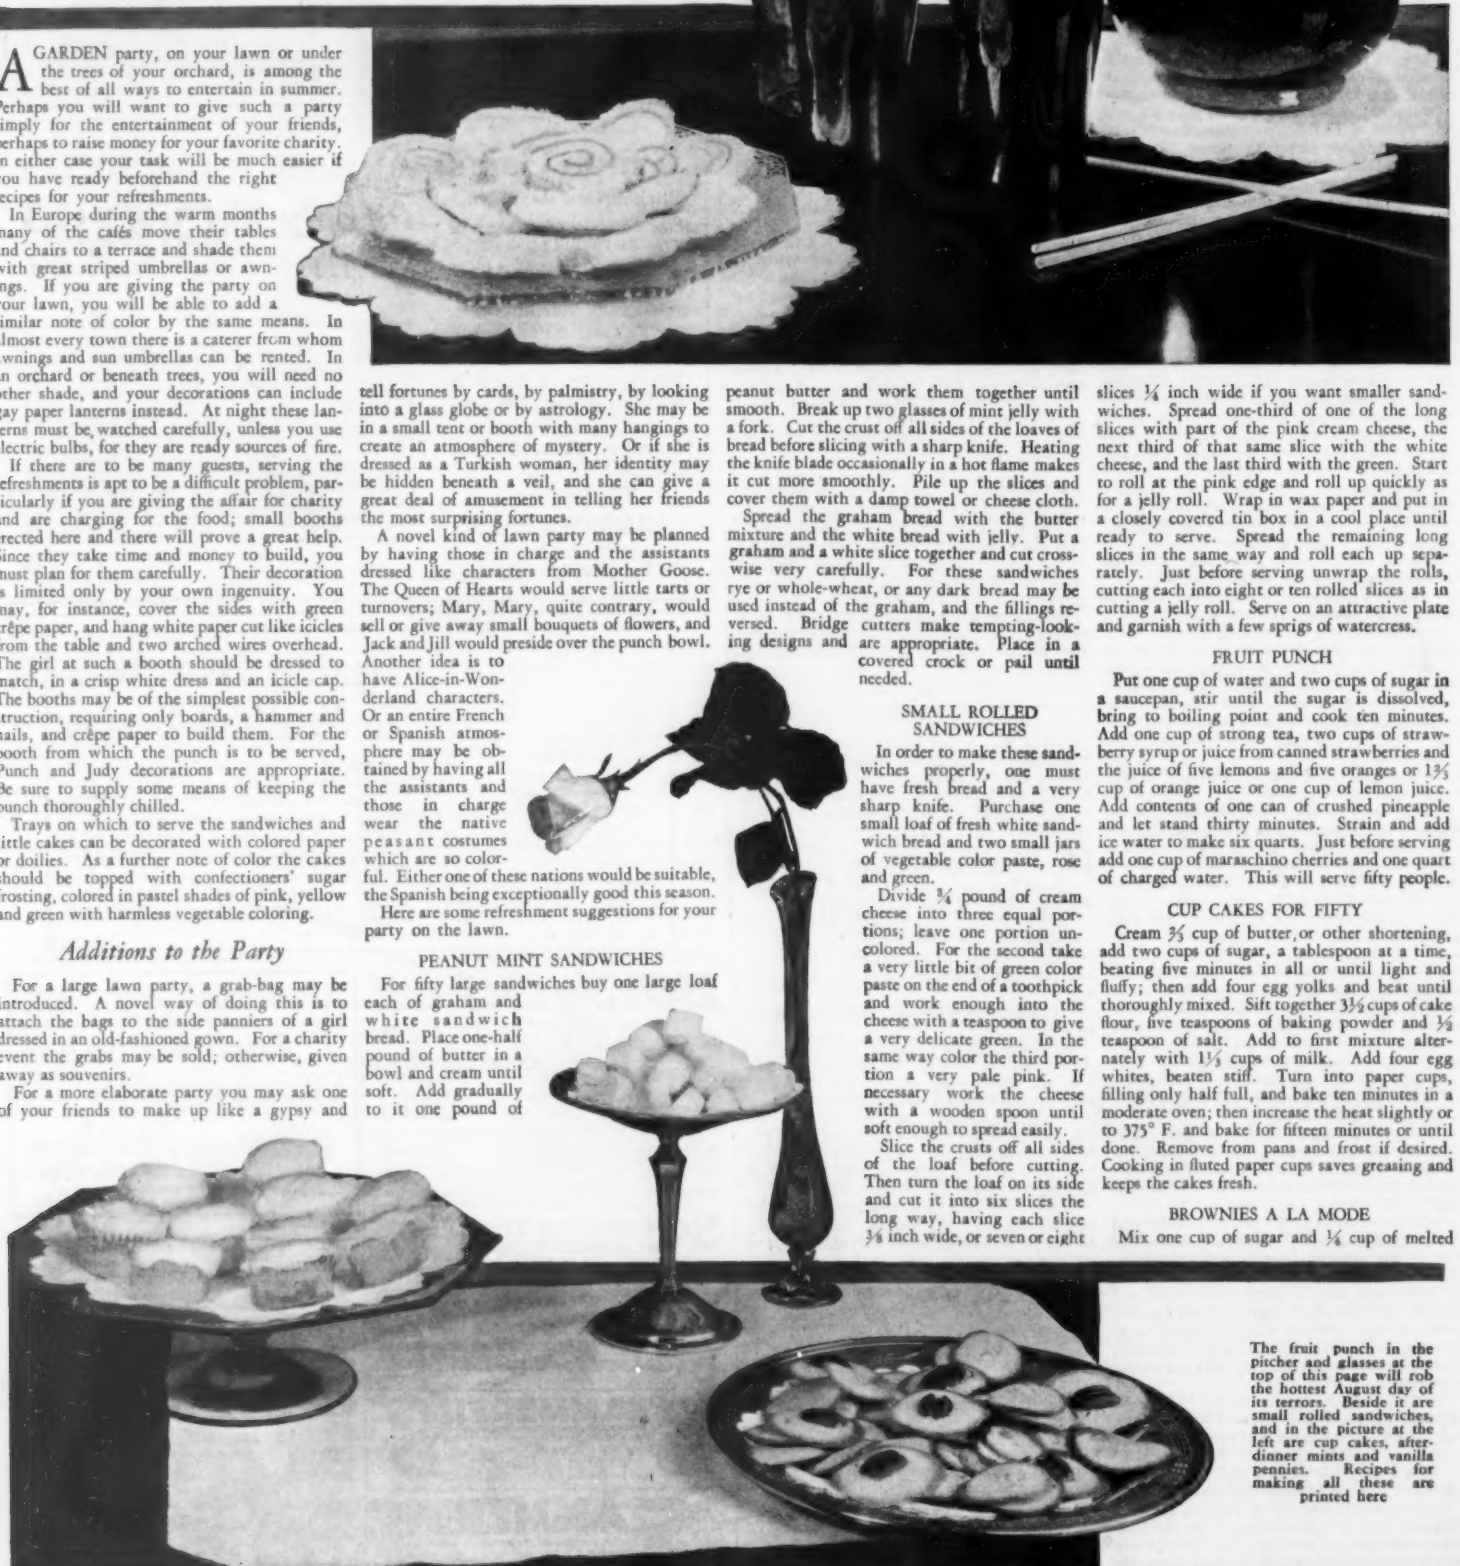 A GARDEN party, on your lawn or under
the trees of your orchard, is among the
best of all ways to entertain in summer.
Perhaps you will want to give such a party
simply for the entertainment of your friends,
perhaps to raise money for your favorite charity.
In either case your task will be much easier if
you have ready beforehand the right
recipes for your refreshments.
In Europe during the warm months
many of the cafés move their tables
and chairs to a terrace and shade them
with great striped umbrellas or awn-
ings. If you are giving the party on
your lawn, you will be able to add a
similar note of color by the same means. In
almost every town there is a caterer from whom
awnings and sun umbrellas can be rented. In
an orchard or beneath trees, you will need no
other shade, and your decorations can include
gay paper lanterns instead. At night these lan-
terns must be watched carefully, unless you use
electric bulbs, for they are ready sources of fire.
If there are to be many guests, serving the
refreshments is apt to be a difficult problem, par-
ticularly if you are giving the affair for charity
and are charging for the food; small booths
erected here and there will prove a great help.
Since they take time and money to build, you
must plan for them carefully. Their decoration
is limited only by your own ingenuity. You
may, for instance, cover the sides with green
crêpe paper, and hang white paper cut like icicles
from the table and two arched wires overhead.
The girl at such a booth should be dressed to
match, in a crisp white dress and an icicle cap.
The booths may be of the simplest possible con-
struction, requiring only boards, a hammer and
nails, and crêpe paper to build them. For the
booth from which the punch is to be served,
Punch and Judy decorations are appropriate.
Be sure to supply some means of keeping the
punch thoroughly chilled.
Trays on which to serve the sandwiches and
little cakes can be decorated with colored paper
or doilies. As a further note of color the cakes
should be topped with confectioners' sugar
frosting, colored in pastel shades of pink, yellow
and green with harmless vegetable coloring.
Additions to the Party
For a large lawn party, a grab-bag may be
introduced. A novel way of doing this is to
attach the bags to the side panniers of a girl
dressed in an old-fashioned gown. For a charity
event the grabs may be sold; otherwise, given
away as souvenirs.
For a more elaborate party you may ask one
of your friends to make up like a gypsy and
tell fortunes by cards, by palmistry, by looking
into a glass globe or by astrology. She may be
in a small tent or booth with many hangings to
create an atmosphere of mystery. Or if she is
dressed as a Turkish woman, her identity may
be hidden beneath a veil, and she can give a
great deal of amusement in telling her friends
the most surprising fortunes.
A novel kind of lawn party may be planned
by having those in charge and the assistants
dressed like characters from Mother Goose.
The Queen of Hearts would serve little tarts or
turnovers; Mary, Mary, quite contrary, would
sell or give away small bouquets of flowers, and
Jack and Jill would preside over the punch bowl.
Another idea is to
have Alice-in-Won-
derland characters.
Or an entire French
or Spanish atmos-
phere may be ob-
tained by having all
the assistants and
those in charge
wear the native
peasant costumes
which are so color-
ful. Either one of these nations would be suitable,
the Spanish being exceptionally good this season.
Here are some refreshment suggestions for your
party on the lawn.
PEANUT MINT SANDWICHES
For fifty large sandwiches buy one large loaf
each of graham and
white sandwich
bread. Place one-half
pound of butter in a
bowl and cream until
soft. Add gradually
to it one pound of
peanut butter and work them together until
smooth. Break up two glasses of mint jelly with
a fork. Cut the crust off all sides of the loaves of
bread before slicing with a sharp knife. Heating
the knife blade occasionally in a hot flame makes
it cut more smoothly. Pile up the slices and
cover them with a damp towel or cheese cloth.
Spread the graham bread with the butter
mixture and the white bread with jelly. Put a
graham and a white slice together and cut cross-
wise very carefully. For these sandwiches
rye or whole-wheat, or any dark bread may be
used instead of the graham, and the fillings re-
versed. Bridge cutters make tempting-look-
ing designs and are appropriate. Place in a
covered crock or pail until
needed.
SMALL ROLLED
SANDWICHES
In order to make these sand-
wiches properly, one must
have fresh bread and a very
sharp knife. Purchase one
small loaf of fresh white sand-
wich bread and two small jars
of vegetable color paste, rose
and green.
Divide ¾ pound of cream
cheese into three equal por-
tions; leave one portion un-
colored. For the second take
a very little bit of green color
paste on the end of a toothpick
and work enough into the
cheese with a teaspoon to give
a very delicate green. In the
same way color the third por-
tion a very pale pink. If
necessary work the cheese
with a wooden spoon until
soft enough to spread easily.
Slice the crusts off all sides
of the loaf before cutting.
Then turn the loaf on its side
and cut it into six slices the
long way, having each slice
⅜ inch wide, or seven or eight
slices ¼ inch wide if you want smaller sand-
wiches. Spread one-third of one of the long
slices with part of the pink cream cheese, the
next third of that same slice with the white
cheese, and the last third with the green. Start
to roll at the pink edge and roll up quickly as
for a jelly roll. Wrap in wax paper and put in
a closely covered tin box in a cool place until
ready to serve. Spread the remaining long
slices in the same way and roll each up sepa-
rately. Just before serving unwrap the rolls,
cutting each into eight or ten rolled slices as in
cutting a jelly roll. Serve on an attractive plate
and garnish with a few sprigs of watercress.
FRUIT PUNCH
Put one cup of water and two cups of sugar in
a saucepan, stir until the sugar is dissolved,
bring to boiling point and cook ten minutes.
Add one cup of strong tea, two cups of straw-
berry syrup or juice from canned strawberries and
the juice of five lemons and five oranges or 1⅔
cup of orange juice or one cup of lemon juice.
Add contents of one can of crushed pineapple
and let stand thirty minutes. Strain and add
ice water to make six quarts. Just before serving
add one cup of maraschino cherries and one quart
of charged water. This will serve fifty people.
CUP CAKES FOR FIFTY
Cream ⅔ cup of butter, or other shortening,
add two cups of sugar, a tablespoon at a time,
beating five minutes in all or until light and
fluffy; then add four egg yolks and beat until
thoroughly mixed. Sift together 3½ cups of cake
flour, five teaspoons of baking powder and ½
teaspoon of salt. Add to first mixture alter-
nately with 1⅓ cups of milk. Add four egg
whites, beaten stiff. Turn into paper cups,
filling only half full, and bake ten minutes in a
moderate oven; then increase the heat slightly or
to 375° F. and bake for fifteen minutes or until
done. Remove from pans and frost if desired.
Cooking in fluted paper cups saves greasing and
keeps the cakes fresh.
BROWNIES A LA MODE
Mix one cup of sugar and ¼ cup of melted
The fruit punch in the
pitcher and glasses at the
top of this page will rob
the hottest August day of
its terrors. Beside it are
small rolled sandwiches,
and in the picture at the
left are cup cakes, after-
dinner mints and vanilla
pennies. Recipes for
making all these are
printed here